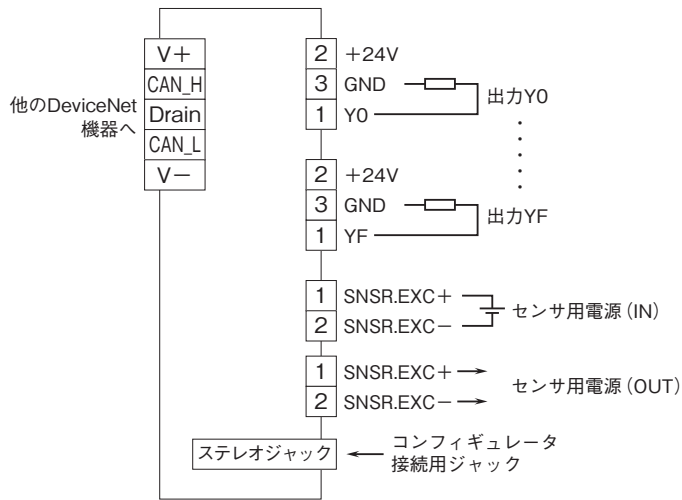 他のDeviceNet
機器へ
V+
CAN_H
Drain
CAN_L
V−
2 +24V
3 GND
1 Y0
出力Y0
2 +24V
3 GND
1 YF
出力YF
1 SNSR.EXC+
2 SNSR.EXC−
センサ用電源(IN)
1 SNSR.EXC+
2 SNSR.EXC−
センサ用電源(OUT)
ステレオジャック
コンフィギュレータ
接続用ジャック